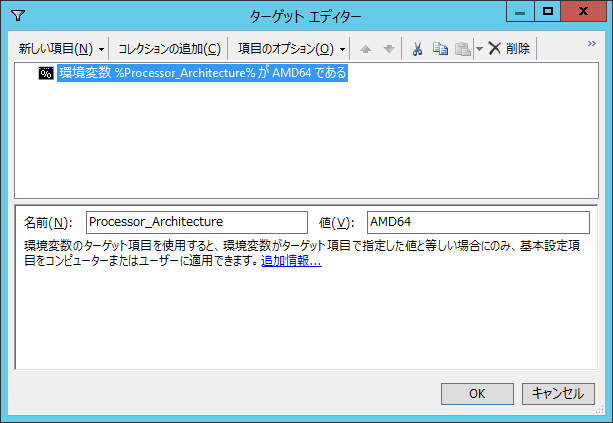 ターゲット エディター
新しい項目(N) コレクションの追加(C) 項目のオプション(O) 削除 »
% 環境変数 %Processor_Architecture% が AMD64 である
名前(N): Processor_Architecture 値(V): AMD64
環境変数のターゲット項目を使用すると、環境変数がターゲット項目で指定した値と等しい場合にのみ、基本設定項
目をコンピューターまたはユーザーに適用できます。追加情報...
OK キャンセル